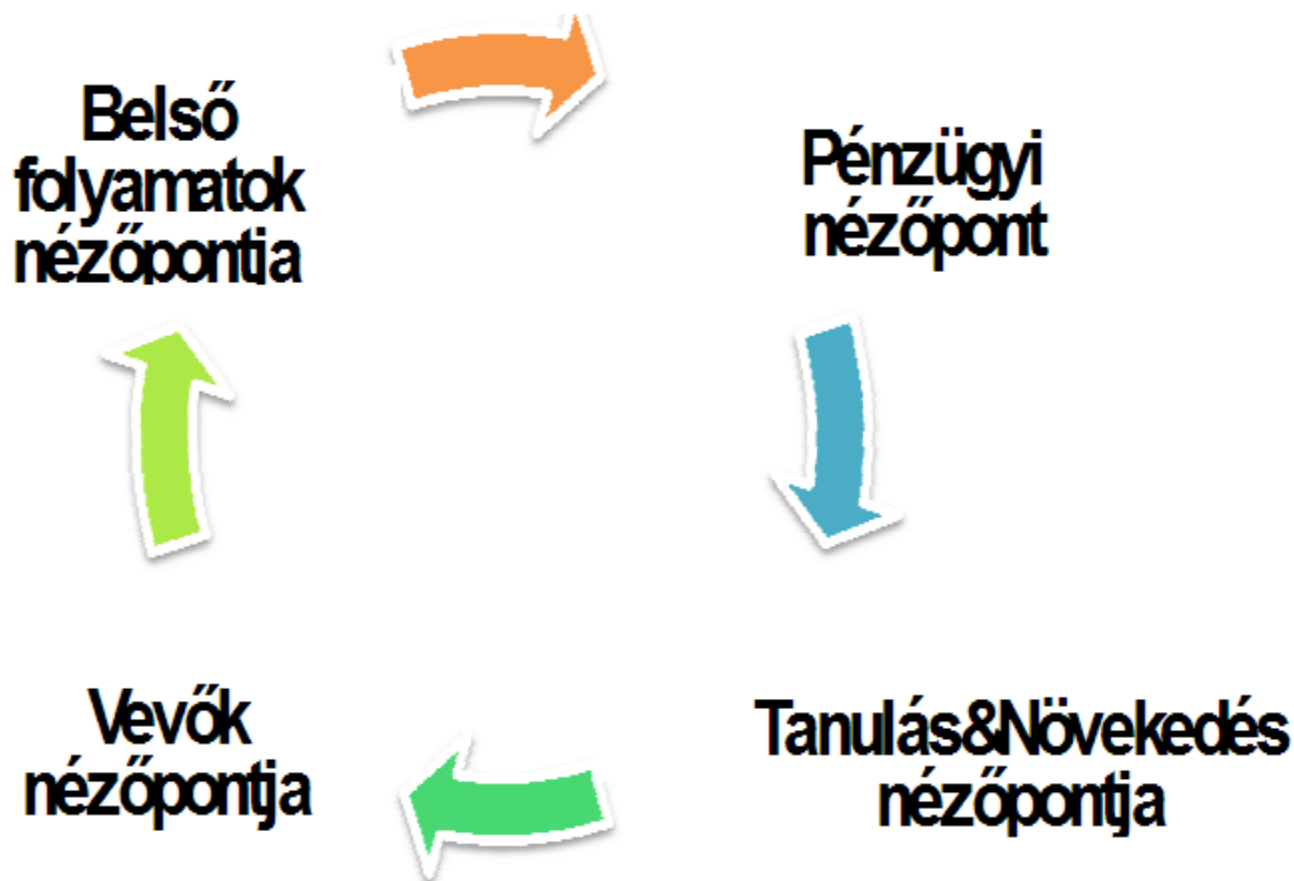 Belső
folyamatok
nézőpontja
Pénzügyi
nézőpont
Vevők
nézőpontja
Tanulás&Növekedés
nézőpontja